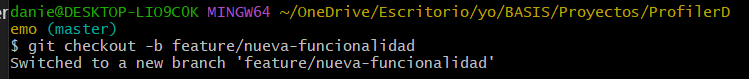 danie@DESKTOP-LIO9COK MINGW64 ~/OneDrive/Escritorio/yo/BASIS/Proyectos/ProfilerD
emo (master)
$ git checkout -b feature/nueva-funcionalidad
Switched to a new branch 'feature/nueva-funcionalidad'